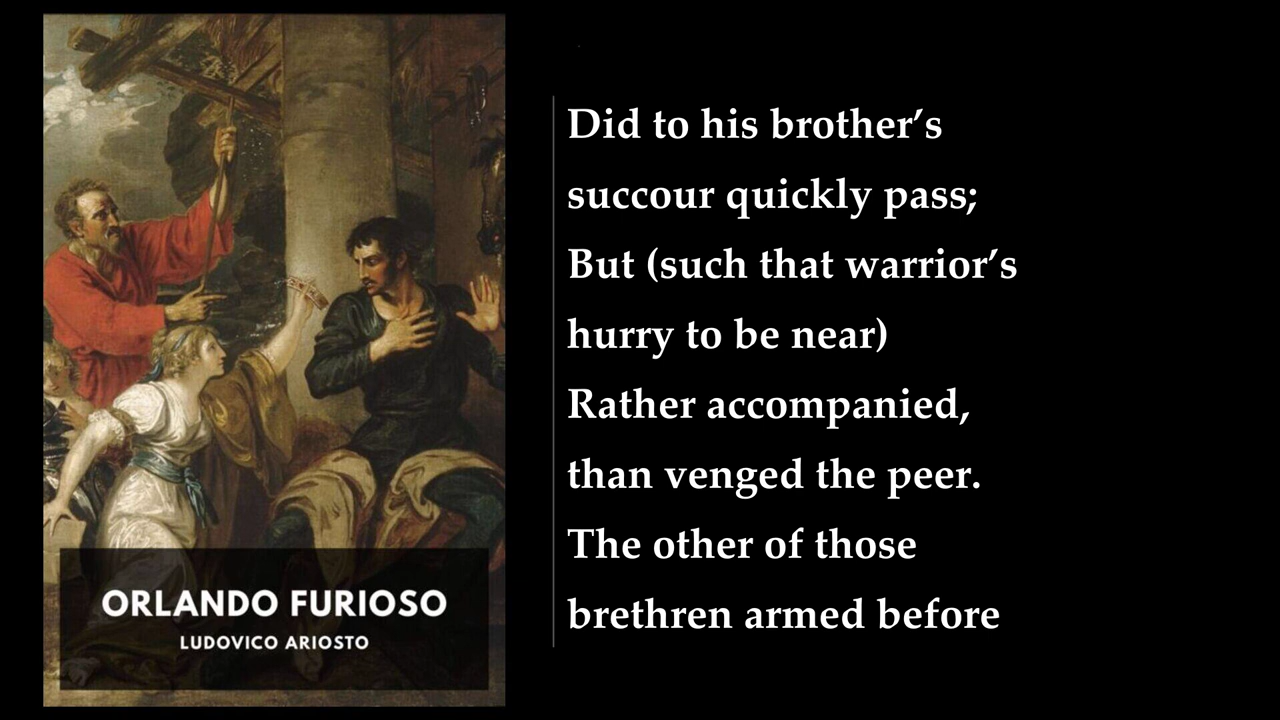 ORLANDO FURIOSO
LUDOVICO ARIOSTO
Did to his brother’s
succour quickly pass;
But (such that warrior’s
hurry to be near)
Rather accompanied,
than venged the peer.
The other of those
brethren armed before